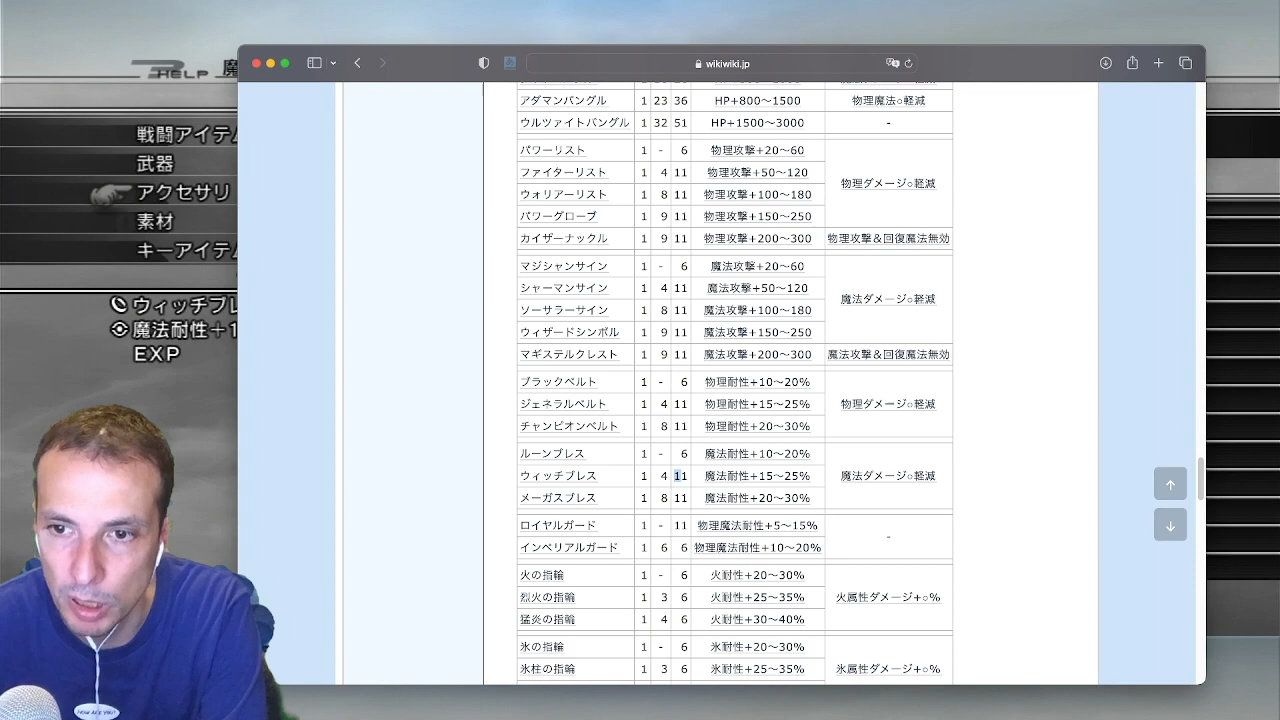 HELP 魔
戦闘アイテム
武器
アクセサリ
素材
キーアイテム
ウィッチブレ
魔法耐性+1
EXP
wikiwiki.jp
アダマンバングル 1 23 36 HP+800～1500 物理魔法○軽減
ウルツァイトバングル 1 32 51 HP+1500～3000 -
パワーリスト 1 - 6 物理攻撃+20～60
ファイターリスト 1 4 11 物理攻撃+50～120
物理ダメージ○軽減
ウォリアーリスト 1 8 11 物理攻撃+100～180
パワーグローブ 1 9 11 物理攻撃+150～250
カイザーナックル 1 9 11 物理攻撃+200～300 物理攻撃&回復魔法無効
マジシャンサイン 1 - 6 魔法攻撃+20～60
シャーマンサイン 1 4 11 魔法攻撃+50～120
魔法ダメージ○軽減
ソーサラーサイン 1 8 11 魔法攻撃+100～180
ウィザードシンボル 1 9 11 魔法攻撃+150～250
マギステルクレスト 1 9 11 魔法攻撃+200～300 魔法攻撃&回復魔法無効
ブラックベルト 1 - 6 物理耐性+10～20%
ジェネラルベルト 1 4 11 物理耐性+15～25% 物理ダメージ○軽減
チャンピオンベルト 1 8 11 物理耐性+20～30%
ルーンブレス 1 - 6 魔法耐性+10～20%
ウィッチブレス 1 4 11 魔法耐性+15～25% 魔法ダメージ○軽減
メーガスブレス 1 8 11 魔法耐性+20～30%
ロイヤルガード 1 - 11 物理魔法耐性+5～15%
-
インペリアルガード 1 6 6 物理魔法耐性+10～20%
火の指輪 1 - 6 火耐性+20～30%
烈火の指輪 1 3 6 火耐性+25～35% 火属性ダメージ+○%
猛炎の指輪 1 4 6 火耐性+30～40%
氷の指輪 1 - 6 氷耐性+20～30%
氷柱の指輪 1 3 6 氷耐性+25～35% 氷属性ダメージ+○%